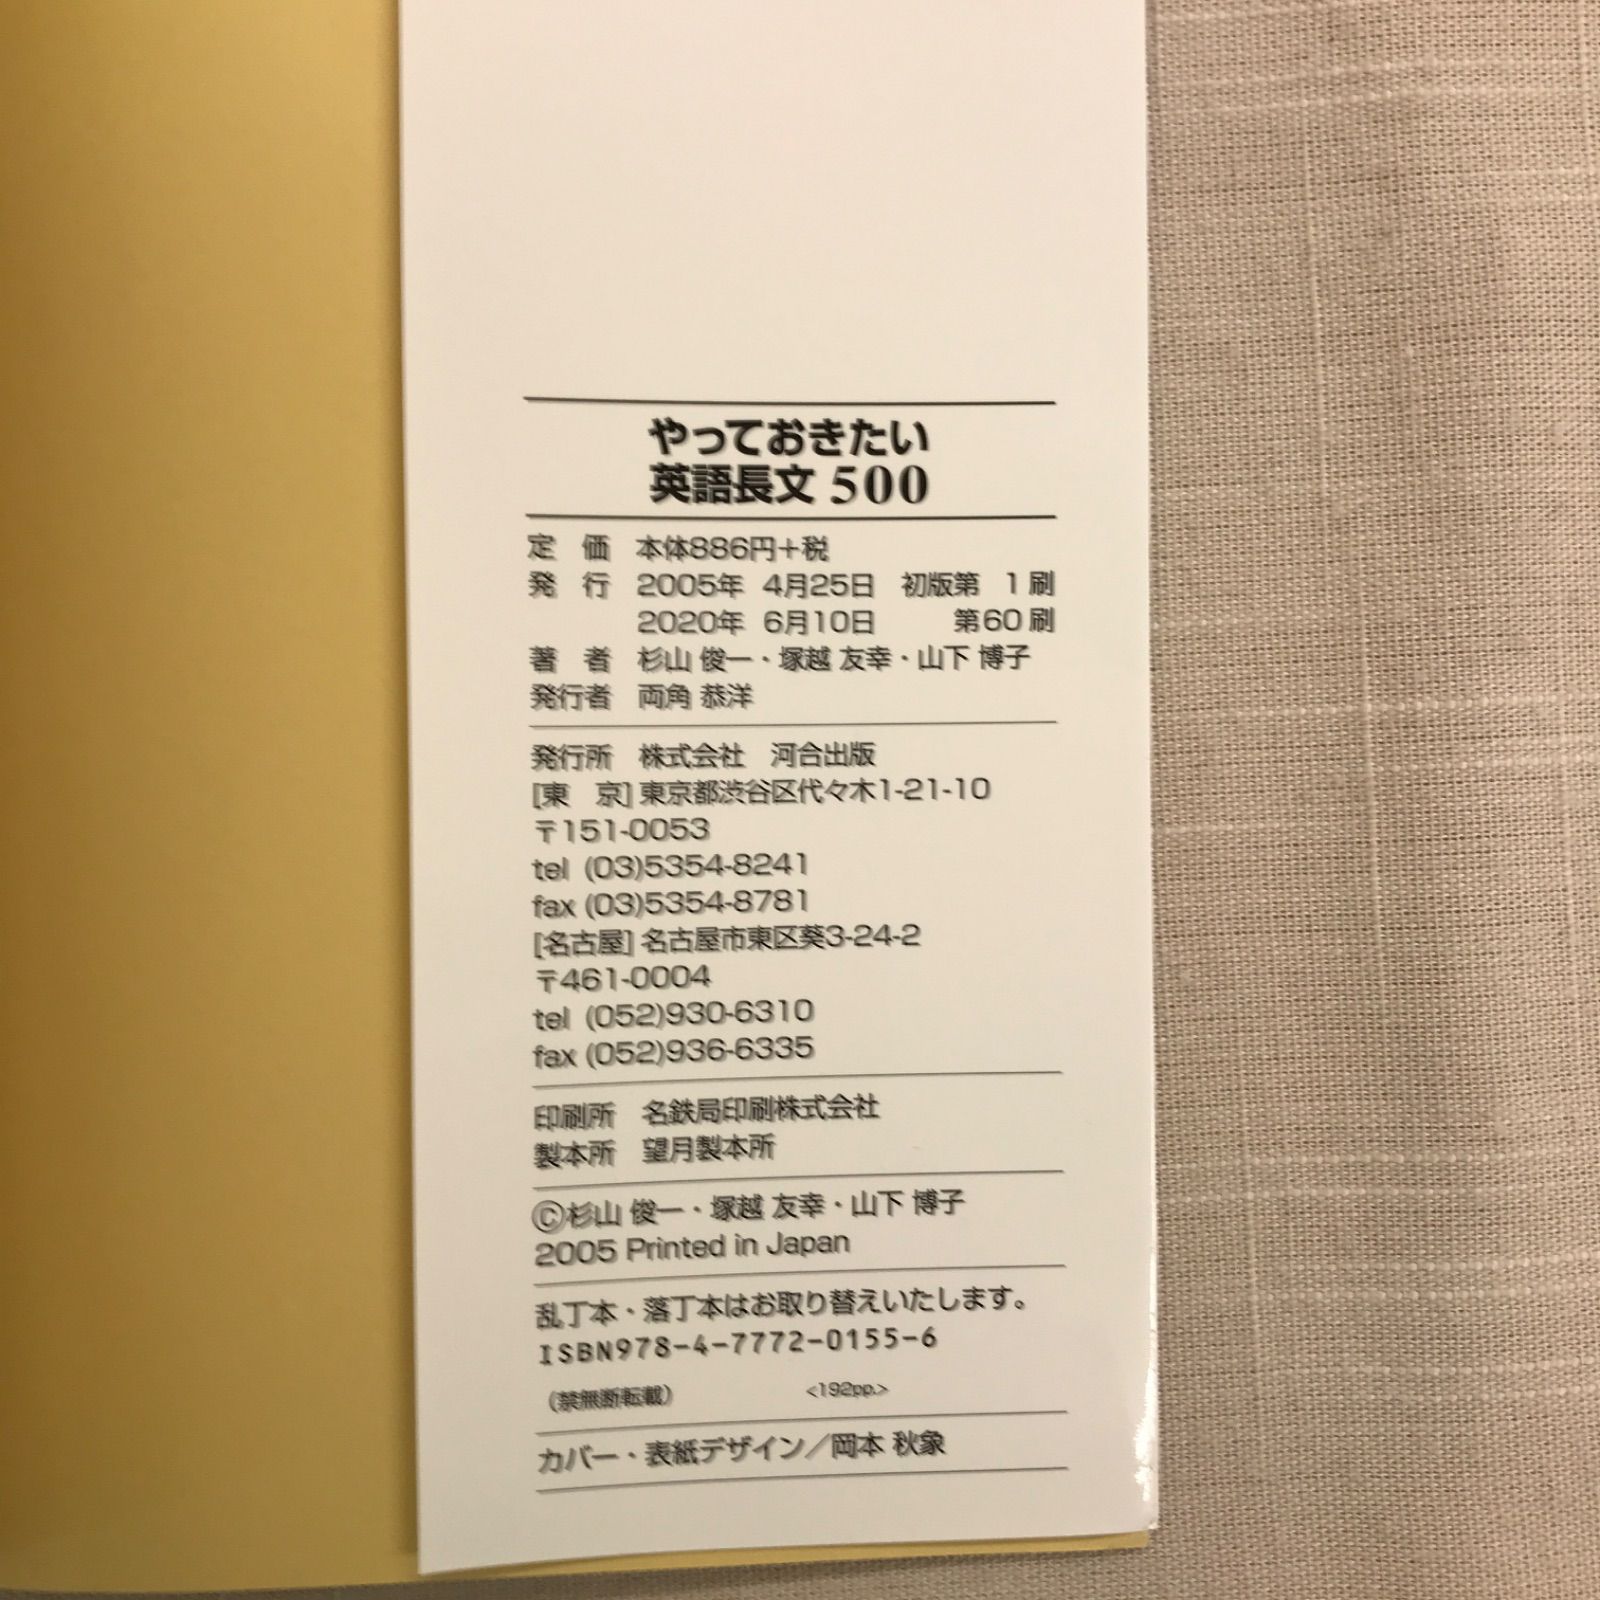 やっておきたい
英語長文 500
定　価　本体886円＋税
発　行　2005年 4月25日　初版第　1刷
2020年 6月10日　第60刷
著　者　杉山 俊一・塚越 友幸・山下 博子
発行者　両角 恭洋
発行所　株式会社　河合出版
[東　京] 東京都渋谷区代々木1-21-10
〒151-0053
tel (03)5354-8241
fax (03)5354-8781
[名古屋] 名古屋市東区葵3-24-2
〒461-0004
tel (052)930-6310
fax (052)936-6335
印刷所　名鉄局印刷株式会社
製本所　望月製本所
©杉山 俊一・塚越 友幸・山下 博子
2005 Printed in Japan
乱丁本・落丁本はお取り替えいたします。
ISBN978-4-7772-0155-6
（禁無断転載）　<192pp.>
カバー・表紙デザイン／岡本 秋象